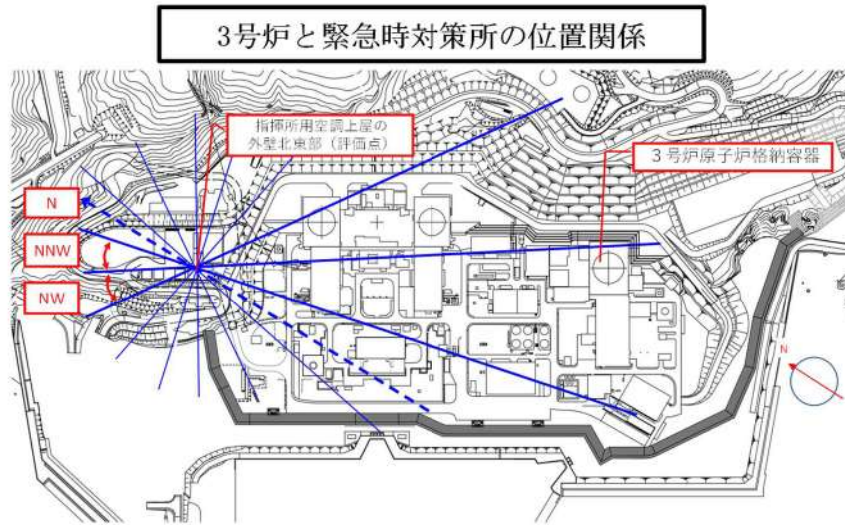 3号炉と緊急時対策所の位置関係
指揮所用空調上屋の
外壁北東部（評価点）
３号炉原子炉格納容器
N
NNW
NW
N